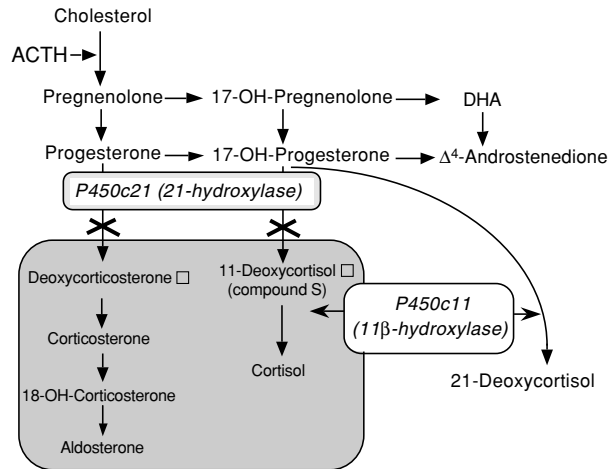 Cholesterol
ACTH
Pregnenolone 17-OH-Pregnenolone DHA
Progesterone 17-OH-Progesterone Δ⁴-Androstenedione
P450c21 (21-hydroxylase)
Deoxycorticosterone □ 11-Deoxycortisol □
(compound S)
P450c11
(11β-hydroxylase)
Corticosterone
Cortisol
21-Deoxycortisol
18-OH-Corticosterone
Aldosterone